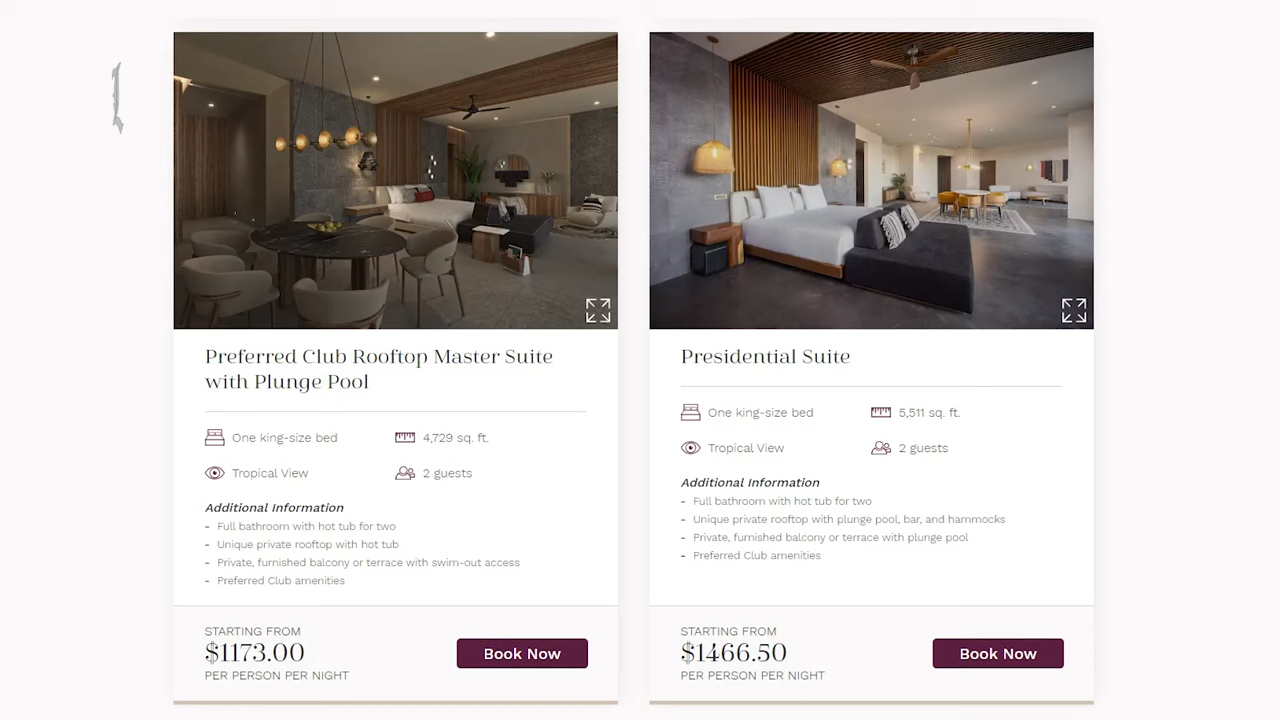 Preferred Club Rooftop Master Suite
with Plunge Pool
One king-size bed
4,729 sq. ft.
Tropical View
2 guests
Additional Information
- Full bathroom with hot tub for two
- Unique private rooftop with hot tub
- Private, furnished balcony or terrace with swim-out access
- Preferred Club amenities
STARTING FROM
$1173.00
PER PERSON PER NIGHT
Book Now
Presidential Suite
One king-size bed
5,511 sq. ft.
Tropical View
2 guests
Additional Information
- Full bathroom with hot tub for two
- Unique private rooftop with plunge pool, bar, and hammocks
- Private, furnished balcony or terrace with plunge pool
- Preferred Club amenities
STARTING FROM
$1466.50
PER PERSON PER NIGHT
Book Now